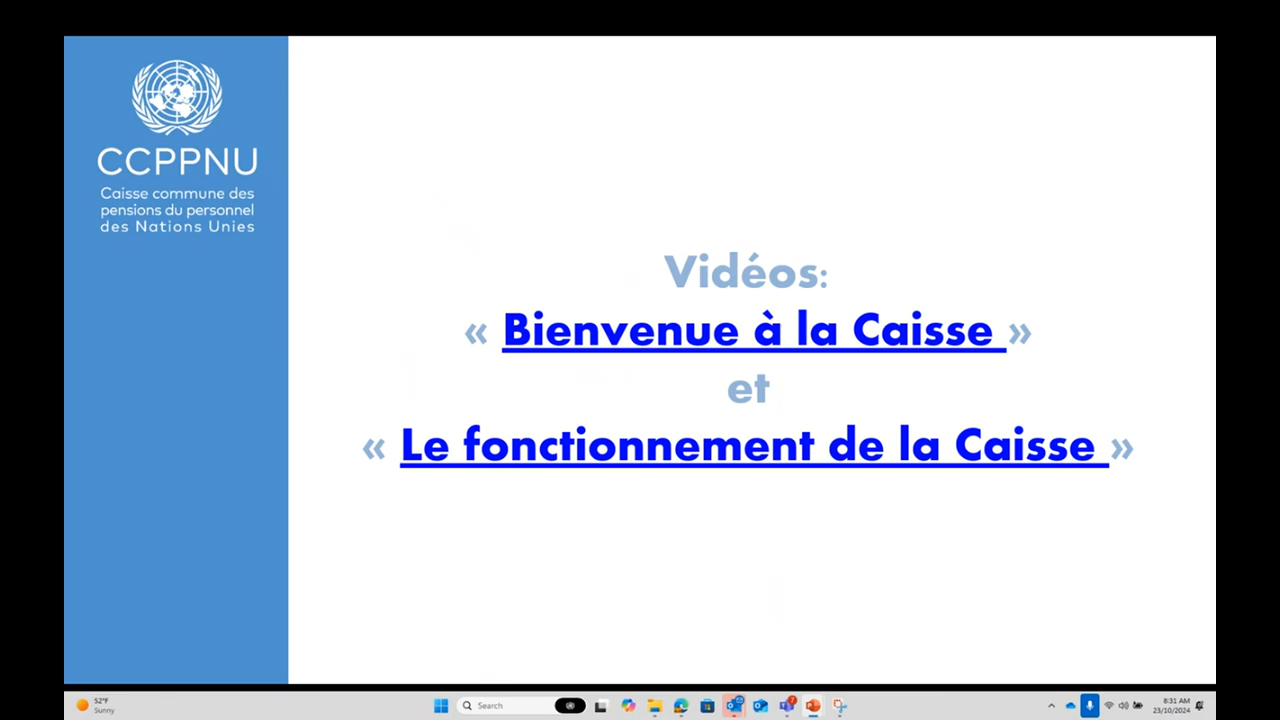 CCPPNU
Caisse commune des
pensions du personnel
des Nations Unies
Vidéos:
« Bienvenue à la Caisse »
et
« Le fonctionnement de la Caisse »
52°F
Sunny
Search
8:31 AM
23/10/2024